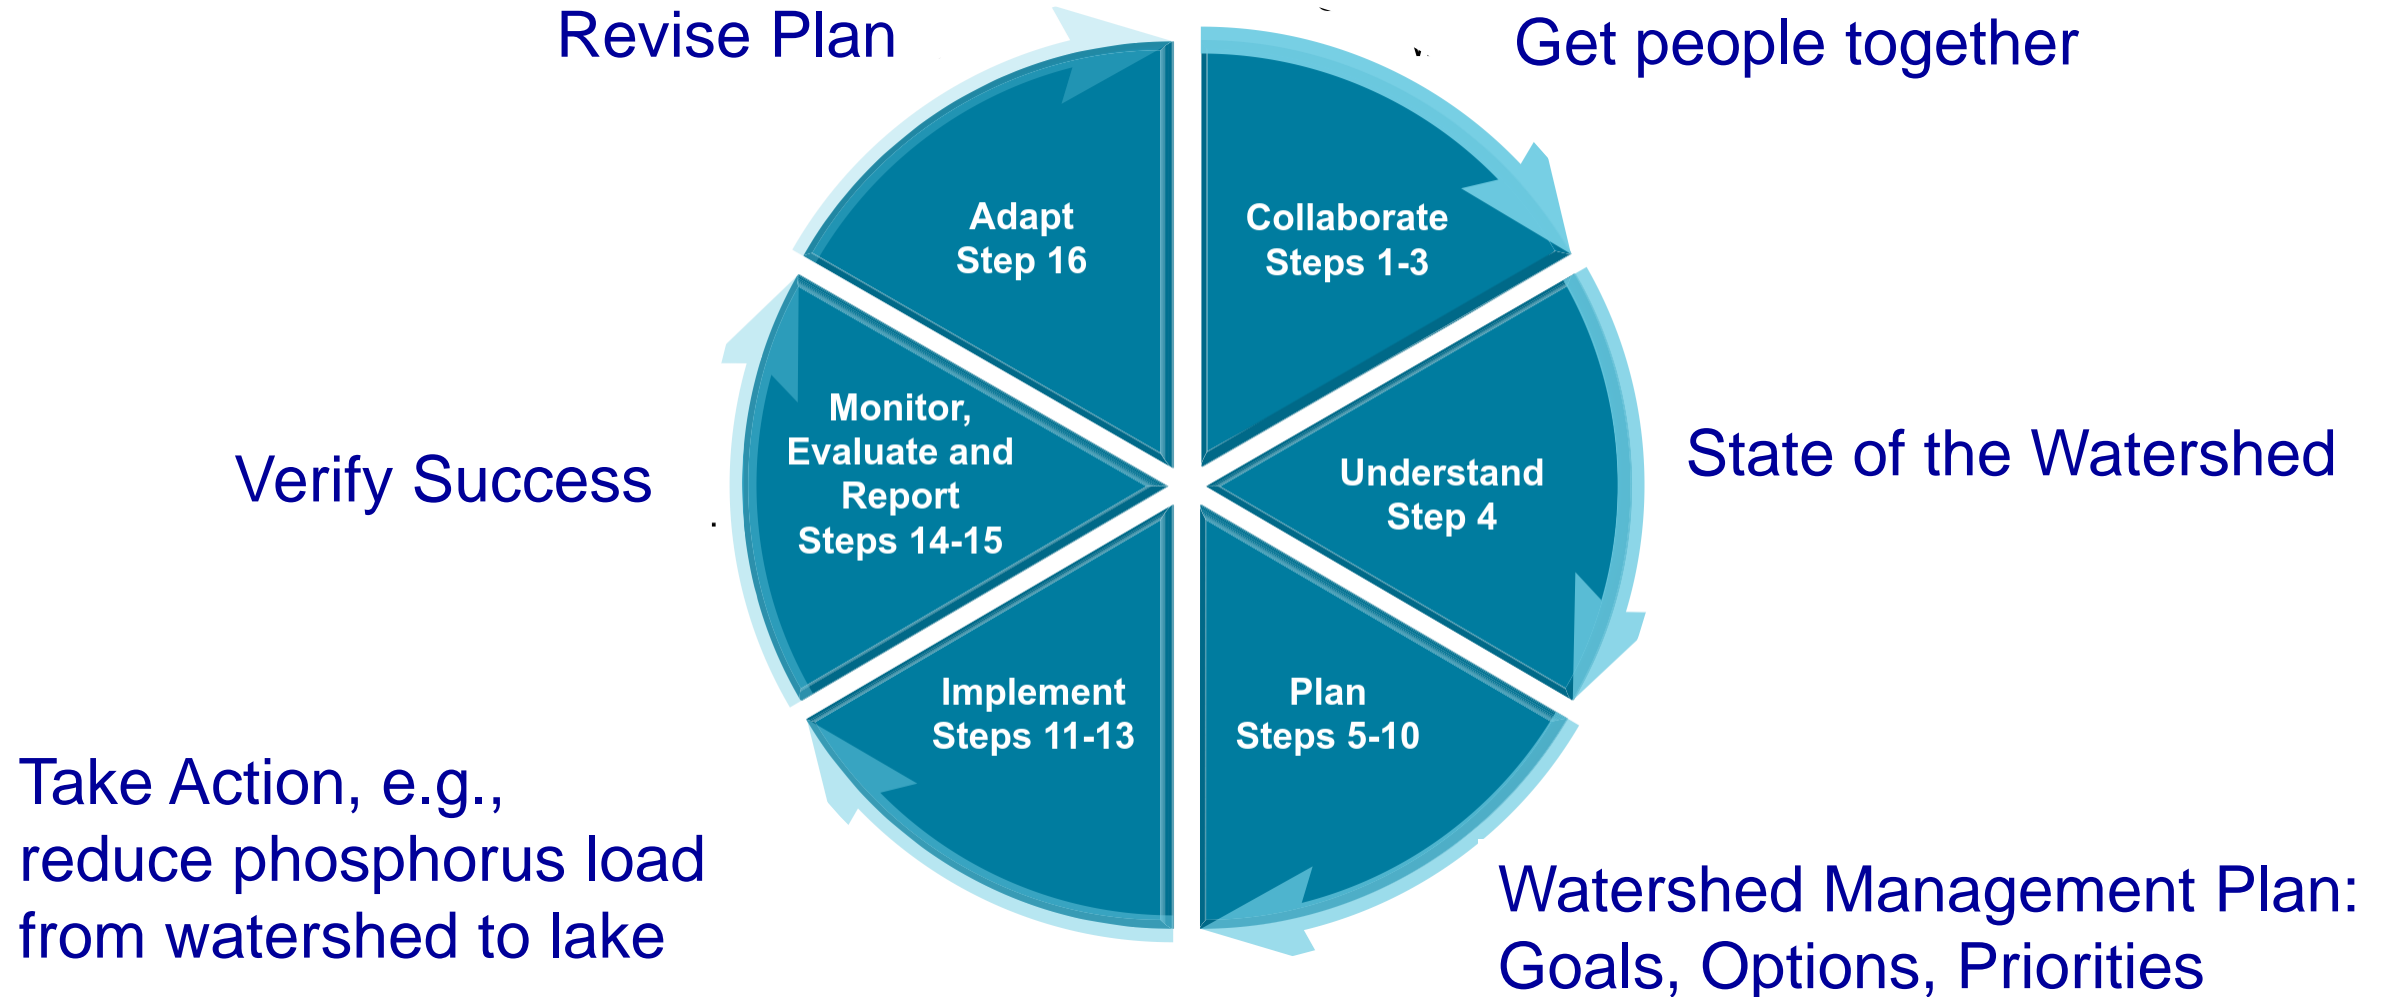 Revise Plan
Get people together
Adapt
Step 16
Collaborate
Steps 1-3
Monitor,
Evaluate and
Report
Steps 14-15
Verify Success
Understand
Step 4
State of the Watershed
Implement
Steps 11-13
Plan
Steps 5-10
Take Action, e.g.,
reduce phosphorus load
from watershed to lake
Watershed Management Plan:
Goals, Options, Priorities